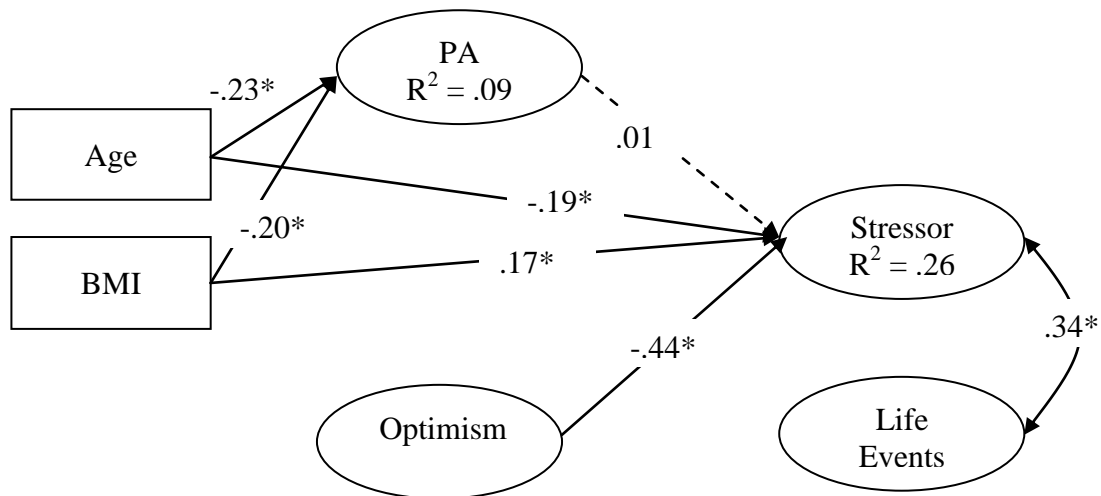 PA
R² = .09
-.23*
Age
.01
-.19*
-.20*
BMI
.17*
Stressor
R² = .26
.34*
-.44*
Optimism
Life
Events